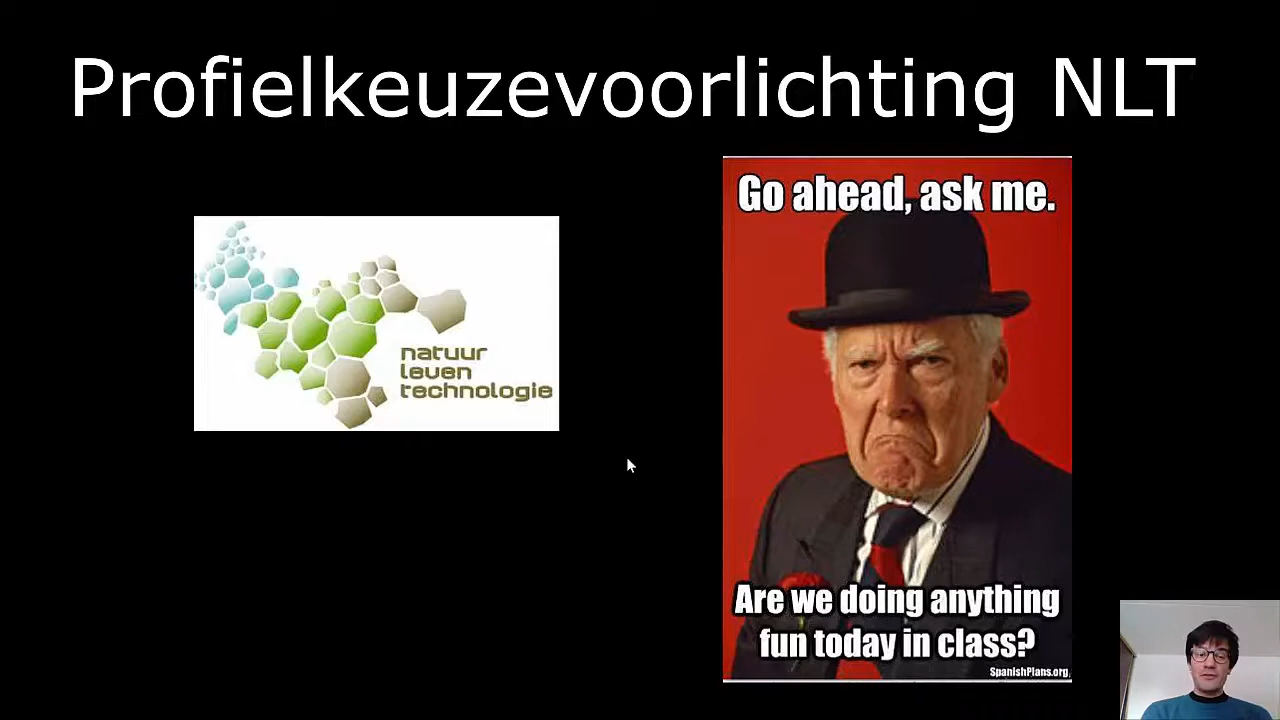 Profielkeuzevoorlichting NLT
natuur
leven
technologie
Go ahead, ask me.
Are we doing anything
fun today in class?
SpanishPlans.org